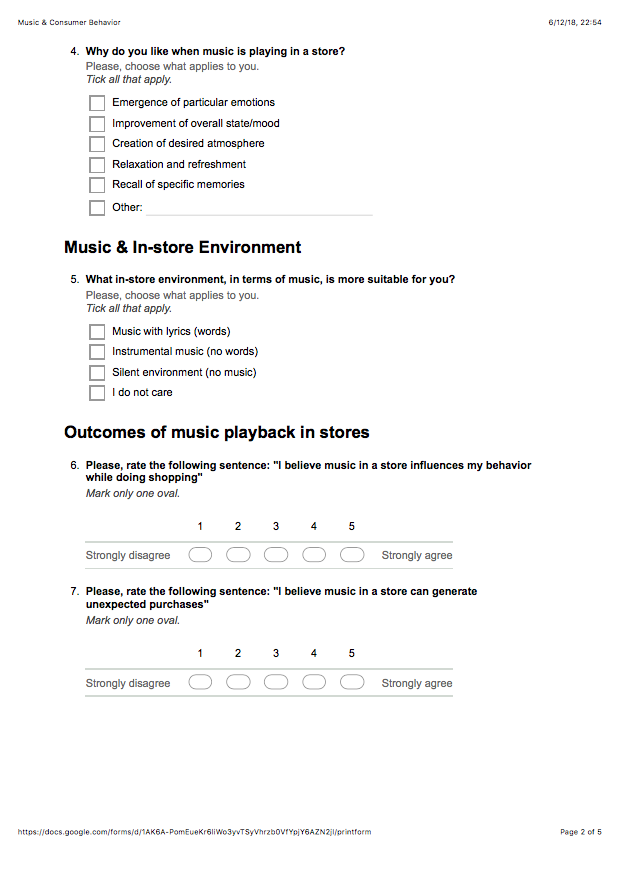 Music & Consumer Behavior
6/12/18, 22:54
4. Why do you like when music is playing in a store?
Please, choose what applies to you.
Tick all that apply.
Emergence of particular emotions
Improvement of overall state/mood
Creation of desired atmosphere
Relaxation and refreshment
Recall of specific memories
Other:
Music & In-store Environment
5. What in-store environment, in terms of music, is more suitable for you?
Please, choose what applies to you.
Tick all that apply.
Music with lyrics (words)
Instrumental music (no words)
Silent environment (no music)
I do not care
Outcomes of music playback in stores
6. Please, rate the following sentence: "I believe music in a store influences my behavior
while doing shopping"
Mark only one oval.
1 2 3 4 5
Strongly disagree Strongly agree
7. Please, rate the following sentence: "I believe music in a store can generate
unexpected purchases"
Mark only one oval.
1 2 3 4 5
Strongly disagree Strongly agree
https://docs.google.com/forms/d/1AK6A-PomEueKr6liWo3yvTSyVhrzb0VfYpjY6AZN2jI/printform
Page 2 of 5